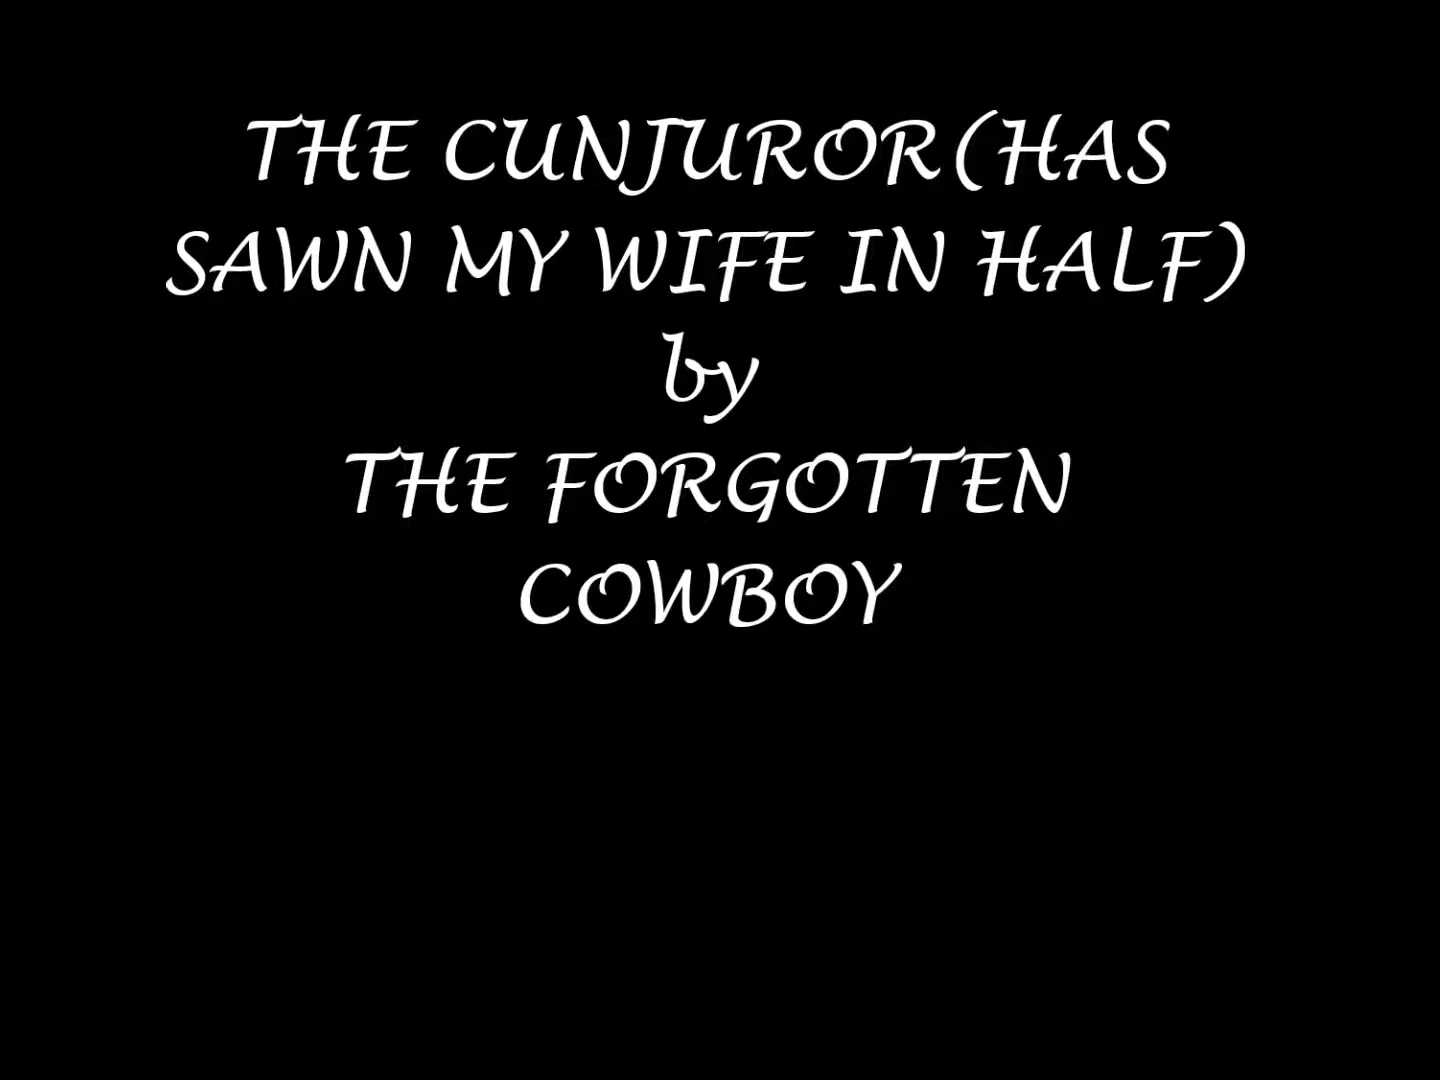 THE CUNJUROR(HAS
SAWN MY WIFE IN HALF)
by
THE FORGOTTEN
COWBOY